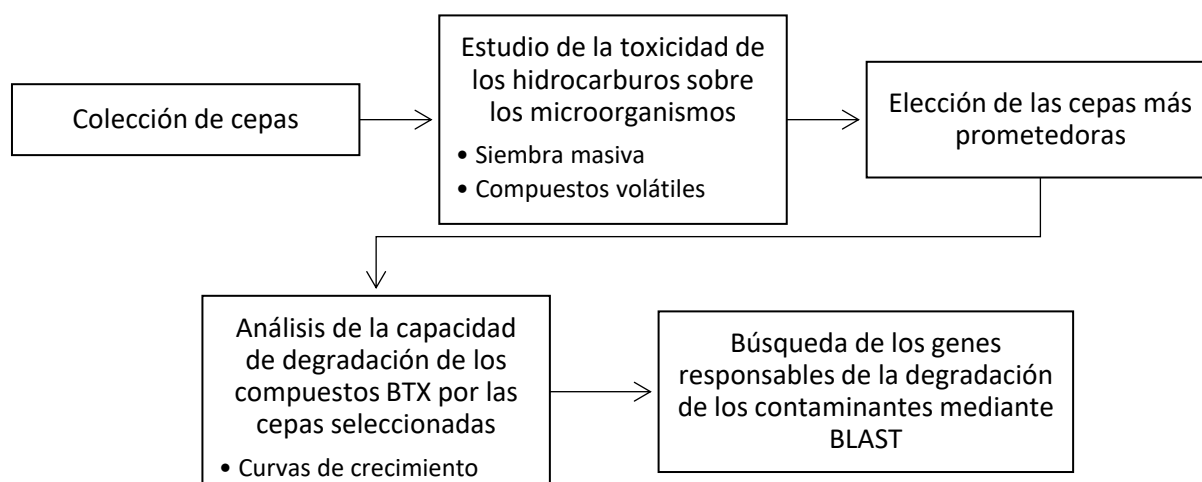 Colección de cepas
Estudio de la toxicidad de
los hidrocarburos sobre
los microorganismos
• Siembra masiva
• Compuestos volátiles
Elección de las cepas más
prometedoras
Análisis de la capacidad
de degradación de los
compuestos BTX por las
cepas seleccionadas
• Curvas de crecimiento
Búsqueda de los genes
responsables de la degradación
de los contaminantes mediante
BLAST